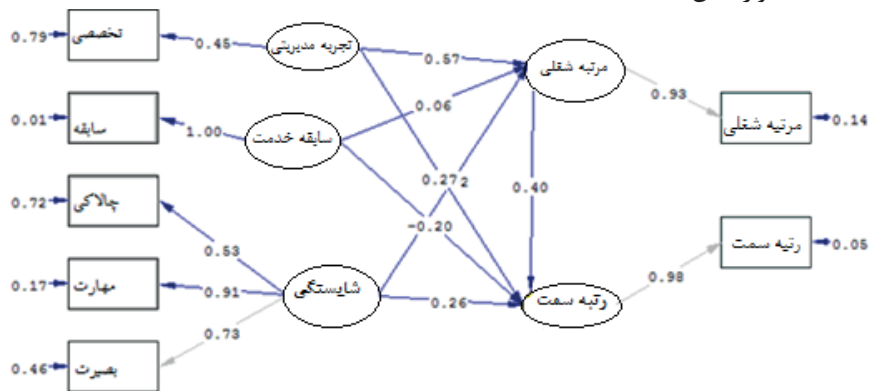 0.79
تخصصی
0.45
تجربه مدیریتی
0.57
مرتبه شغلی
0.93
مرتبه شغلی
0.14
0.01
سابقه
1.00
سابقه خدمت
0.06
0.72
چالاکی
0.53
0.27
2
0.40
-0.20
0.17
مهارت
0.91
شایستگی
0.26
رتبه سمت
0.98
رتبه سمت
0.05
0.46
بصیرت
0.73